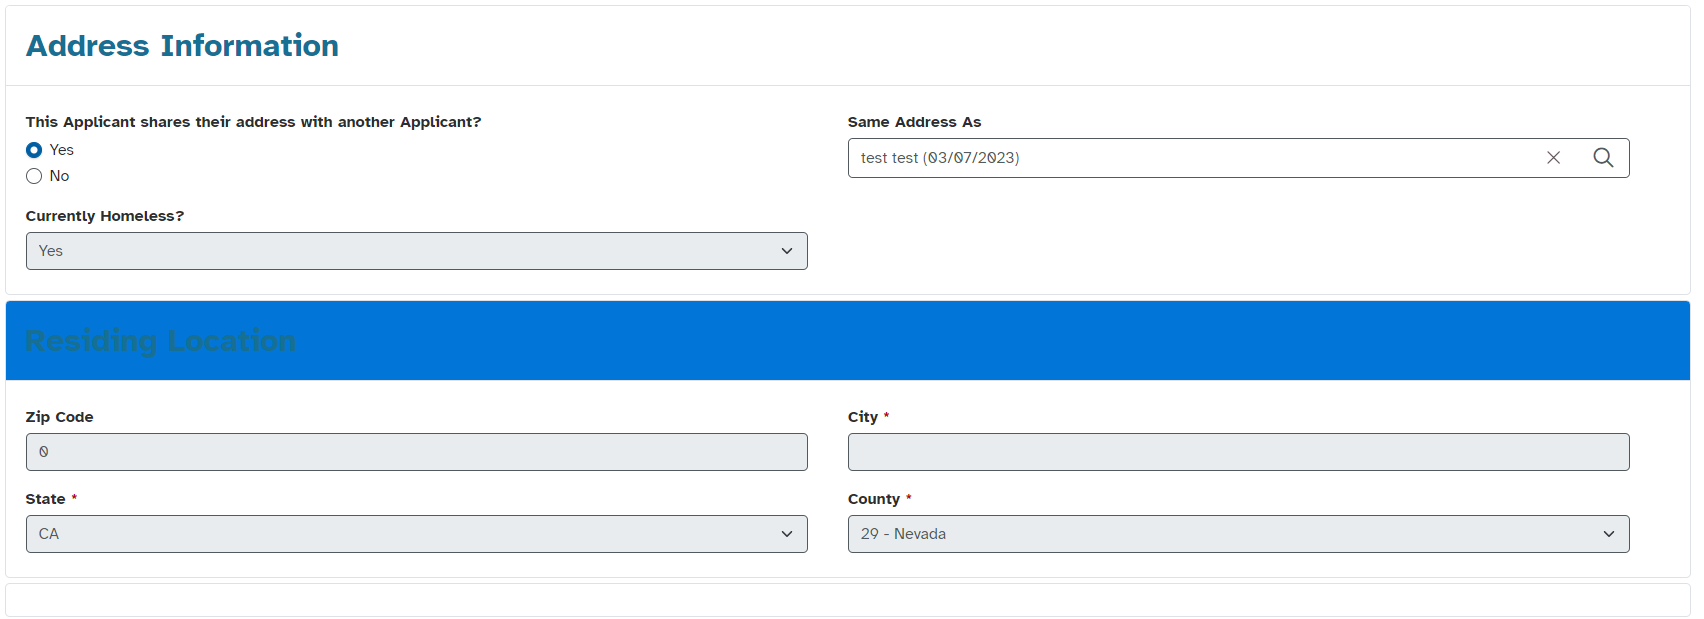 Address Information
This Applicant shares their address with another Applicant?
Yes
No
Same Address As
test test (03/07/2023)
Currently Homeless?
Yes
Residing Location
Zip Code
0
City *
State *
CA
County *
29 - Nevada